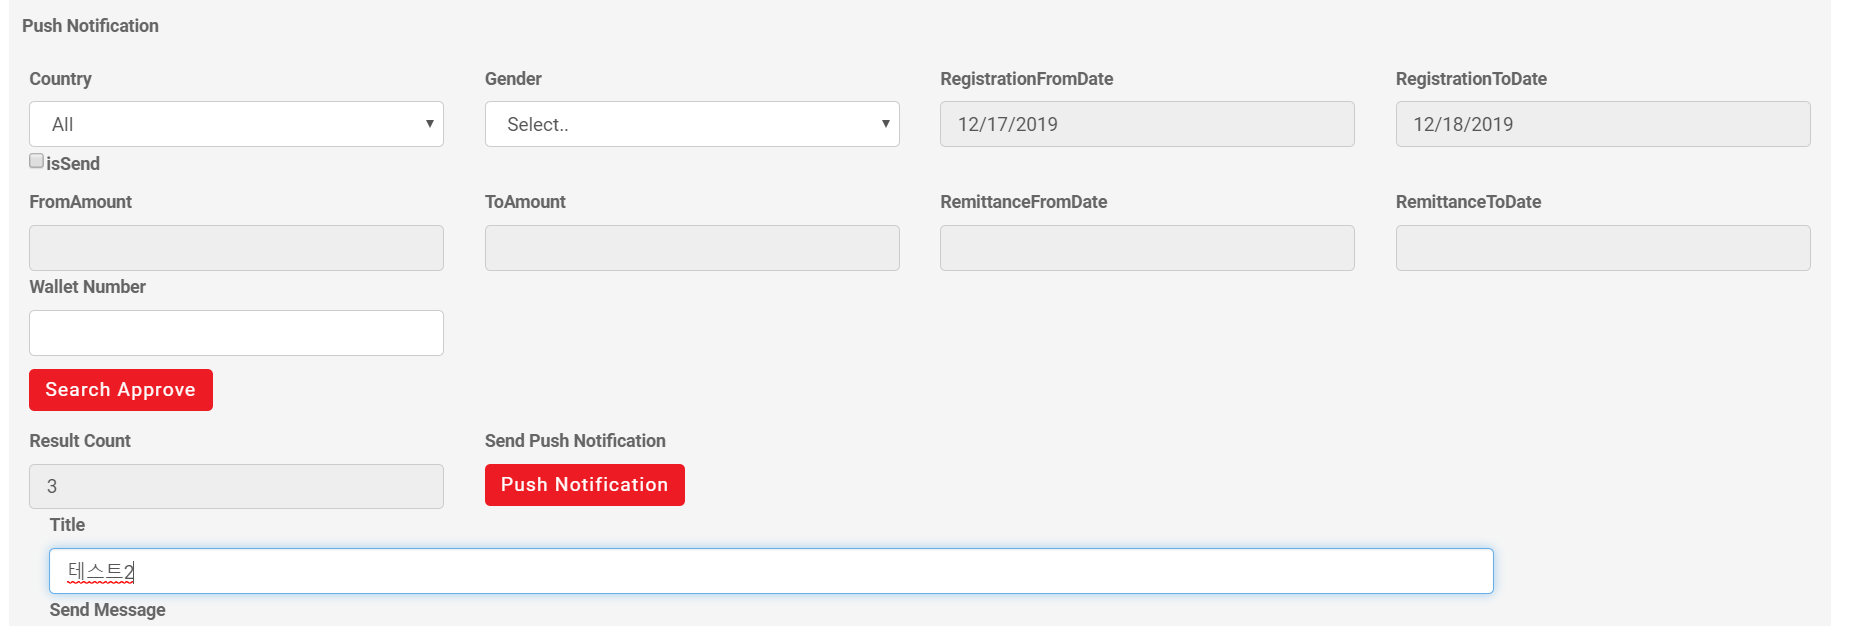 Push Notification
Country Gender RegistrationFromDate RegistrationToDate
All Select.. 12/17/2019 12/18/2019
isSend
FromAmount ToAmount RemittanceFromDate RemittanceToDate
Wallet Number
Search Approve
Result Count Send Push Notification
3 Push Notification
Title
테스트2
Send Message